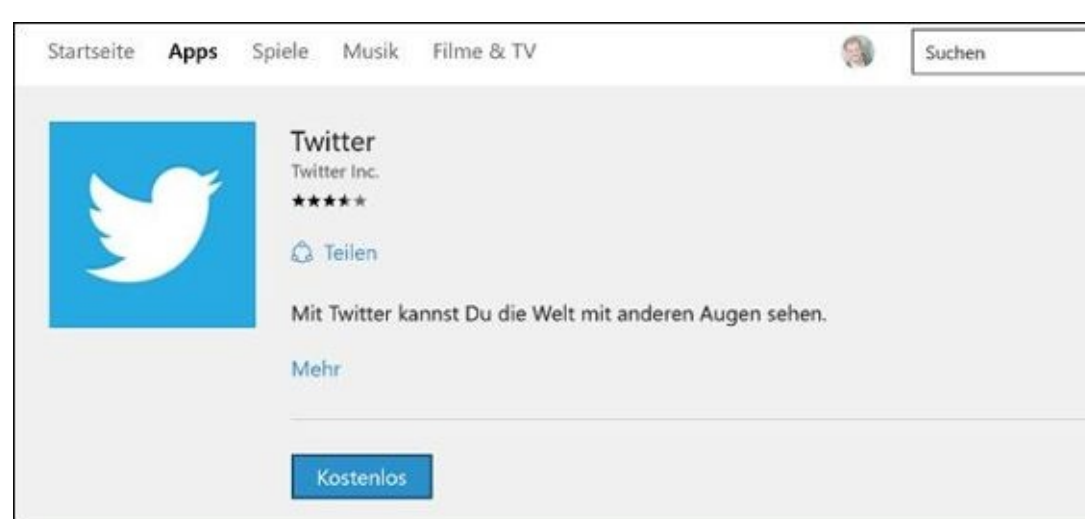 Startseite Apps Spiele Musik Filme & TV Suchen
Twitter
Twitter Inc.
Teilen
Mit Twitter kannst Du die Welt mit anderen Augen sehen.
Mehr
Kostenlos